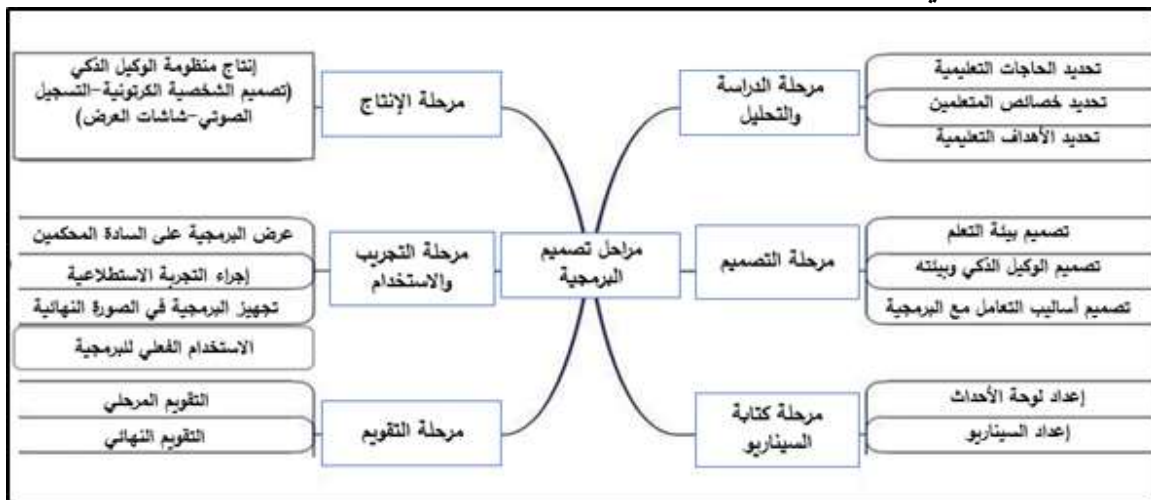 مراحل تصميم
البرمجية
مرحلة الدراسة
والتحليل
تحديد الحاجات التعليمية
تحديد خصائص المتعلمين
تحديد الأهداف التعليمية
مرحلة التصميم
تصميم بيئة التعلم
تصميم الوكيل الذكي وبيئته
تصميم أساليب التعامل مع البرمجية
مرحلة كتابة
السيناريو
إعداد لوحة الأحداث
إعداد السيناريو
مرحلة الإنتاج
إنتاج منظومة الوكيل الذكي
(تصميم الشخصية الكرتونية-التسجيل
الصوتي-شاشات العرض)
مرحلة التجريب
والاستخدام
عرض البرمجية على السادة المحكمين
إجراء التجربة الاستطلاعية
تجهيز البرمجية في الصورة النهائية
الاستخدام الفعلي للبرمجية
مرحلة التقويم
التقويم المرحلي
التقويم النهائي